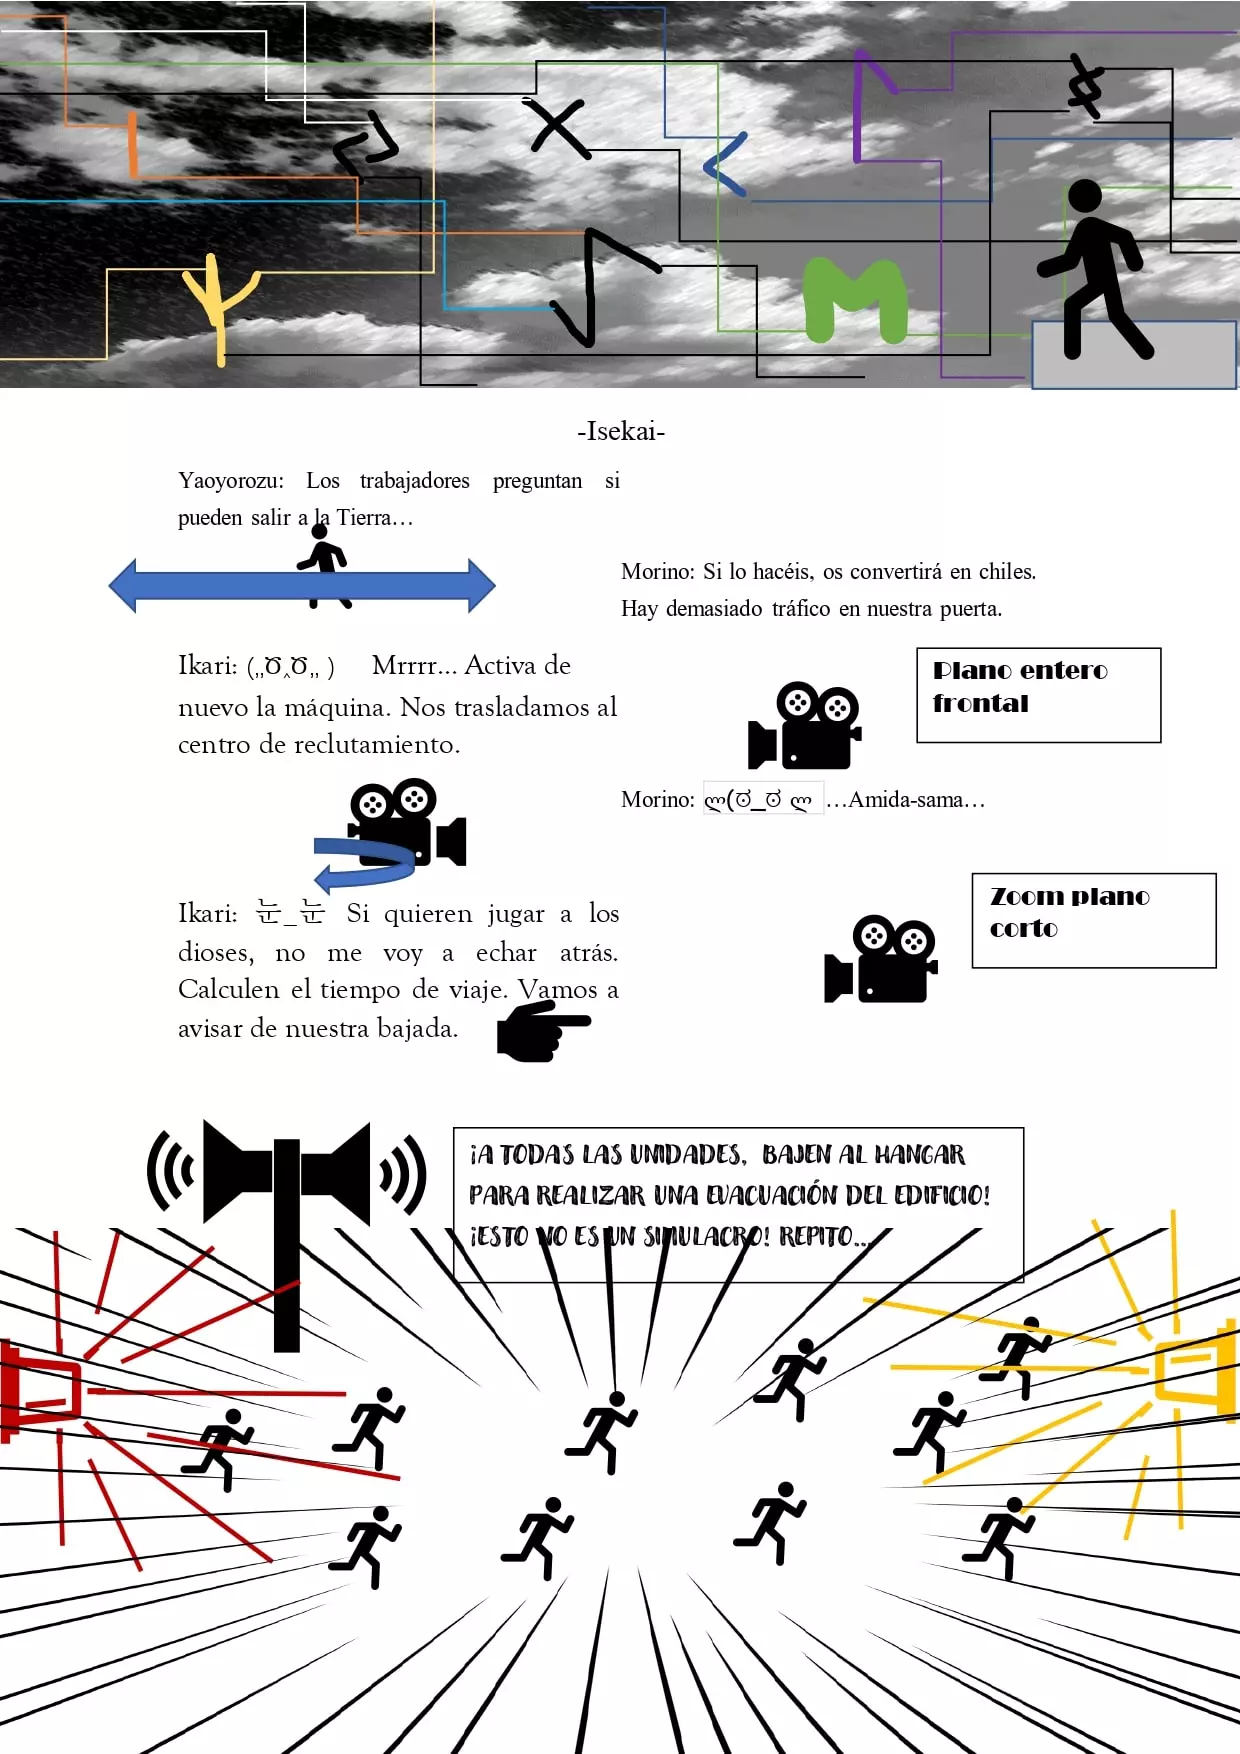 -Isekai-
Yaoyorozu: Los trabajadores preguntan si
pueden salir a la Tierra…
Morino: Si lo hacéis, os convertirá en chiles.
Hay demasiado tráfico en nuestra puerta.
Ikari: (,,Ծ‸Ծ,, ) Mrrrr... Activa de
nuevo la máquina. Nos trasladamos al
centro de reclutamiento.
Plano entero
frontal
Morino: ლ(ಠ_ಠ ლ …Amida-sama…
Zoom plano
corto
Ikari: 눈_눈 Si quieren jugar a los
dioses, no me voy a echar atrás.
Calculen el tiempo de viaje. Vamos a
avisar de nuestra bajada.
¡A TODAS LAS UNIDADES, BAJEN AL HANGAR
PARA REALIZAR UNA EVACUACIÓN DEL EDIFICIO!
¡ESTO NO ES UN SIMULACRO! REPITO...